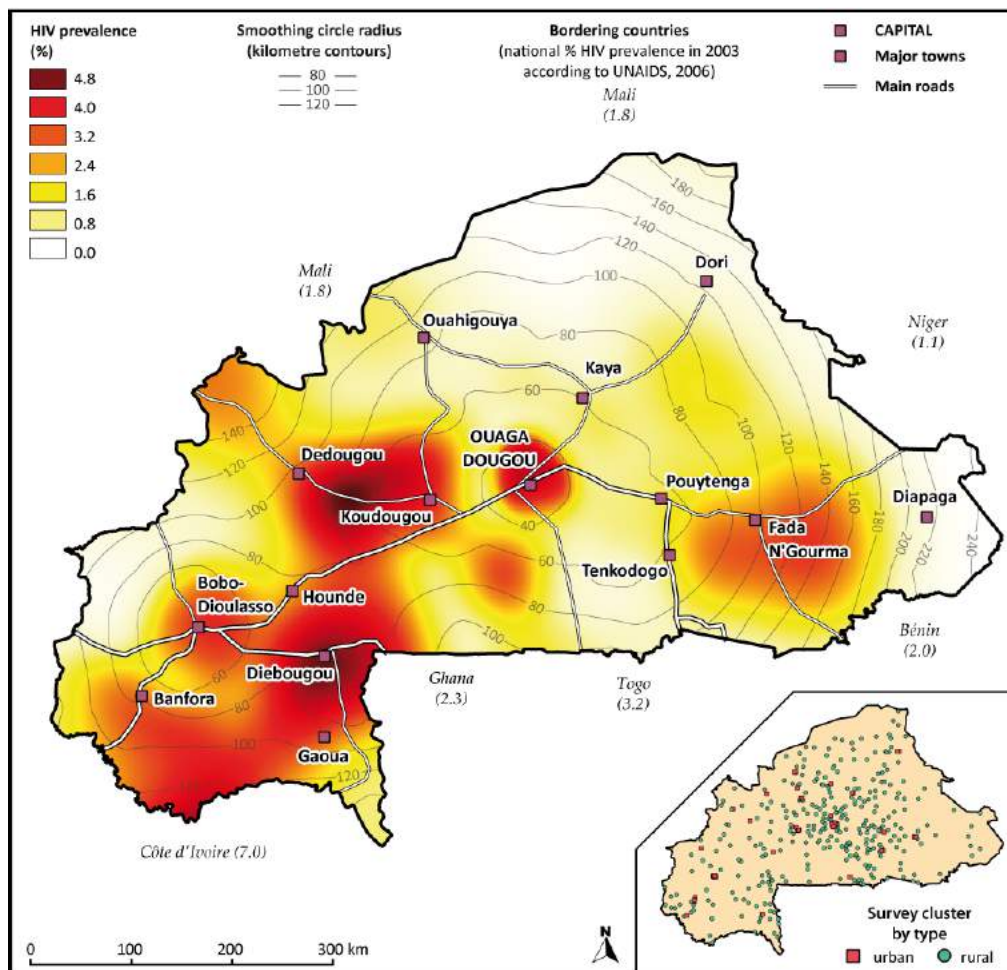 HIV prevalence
(%)
4.8
4.0
3.2
2.4
1.6
0.8
0.0
Smoothing circle radius
(kilometre contours)
80
100
120
Bordering countries
(national % HIV prevalence in 2003
according to UNAIDS, 2006)
CAPITAL
Major towns
Main roads
Mali
(1.8)
Mali
(1.8)
Niger
(1.1)
Bénin
(2.0)
Togo
(3.2)
Ghana
(2.3)
Côte d'Ivoire (7.0)
180
160
140
120
100
80
60
Dori
Ouahigouya
Kaya
OUAGA
DOUGOU
Dedougou
Koudougou
Pouytenga
Fada
N'Gourma
Diapaga
Tenkodogo
Bobo-
Dioulasso
Hounde
Diebougou
Banfora
Gaoua
140
120
100
80
40
60
80
100
80
100
120
140
160
180
200
220
240
60
80
100
120
0
100
200
300 km
N
Survey cluster
by type
urban
rural